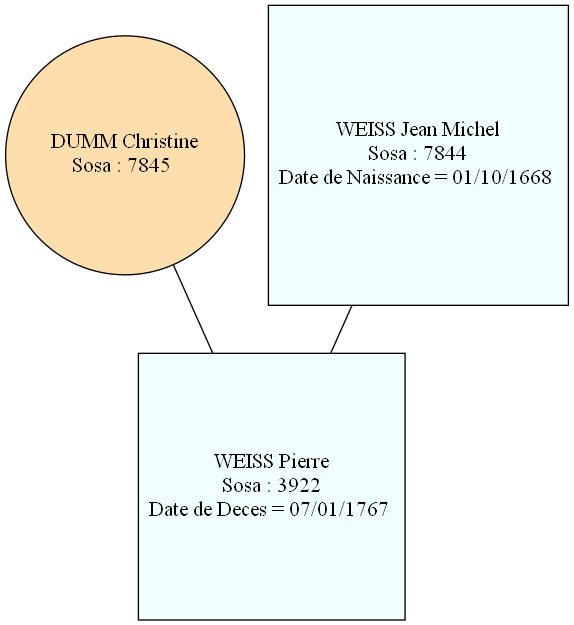 DUMM Christine
Sosa : 7845
WEISS Jean Michel
Sosa : 7844
Date de Naissance = 01/10/1668
WEISS Pierre
Sosa : 3922
Date de Deces = 07/01/1767